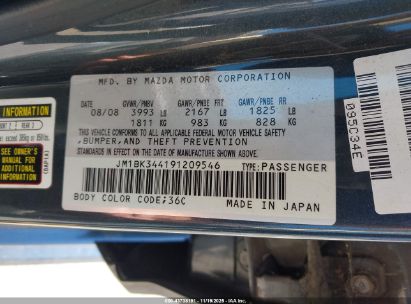 MFD. BY MAZDA MOTOR CORPORATION
GVWR/PNBV GAWR/PNBE FR GAWR/PNBE RR
08/08 3993 LB 2167 LB 1825 LB
1811 KG 983 KG 828 KG
THIS VEHICLE CONFORMS TO ALL APPLICABLE FEDERAL MOTOR VEHICLE SAFETY
,BUMPER,AND THEFT PREVENTION
STANDARDS IN EFFECT ON THE DATE OF MANUFACTURE SHOWN ABOVE.
JM1BK344191209546 TYPE:PASSENGER
BODY COLOR CODE;36C
MADE IN JAPAN
INFORMATION
REAR
SEE OWNER'S
MANUAL FOR
ADDITIONAL
INFORMATION
095C34E